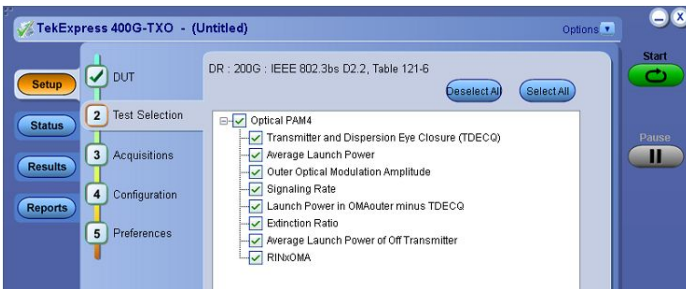 TekExpress 400G-TXO - (Untitled)
Options
Start
Setup
DUT
DR : 200G : IEEE 802.3bs D2.2, Table 121-6
Deselect All
Select All
Status
2 Test Selection
Optical PAM4
Transmitter and Dispersion Eye Closure (TDECQ)
Pause
Results
3 Acquisitions
Average Launch Power
Outer Optical Modulation Amplitude
Reports
4 Configuration
Signaling Rate
Launch Power in OMAouter minus TDECQ
5 Preferences
Extinction Ratio
Average Launch Power of Off Transmitter
RINxOMA